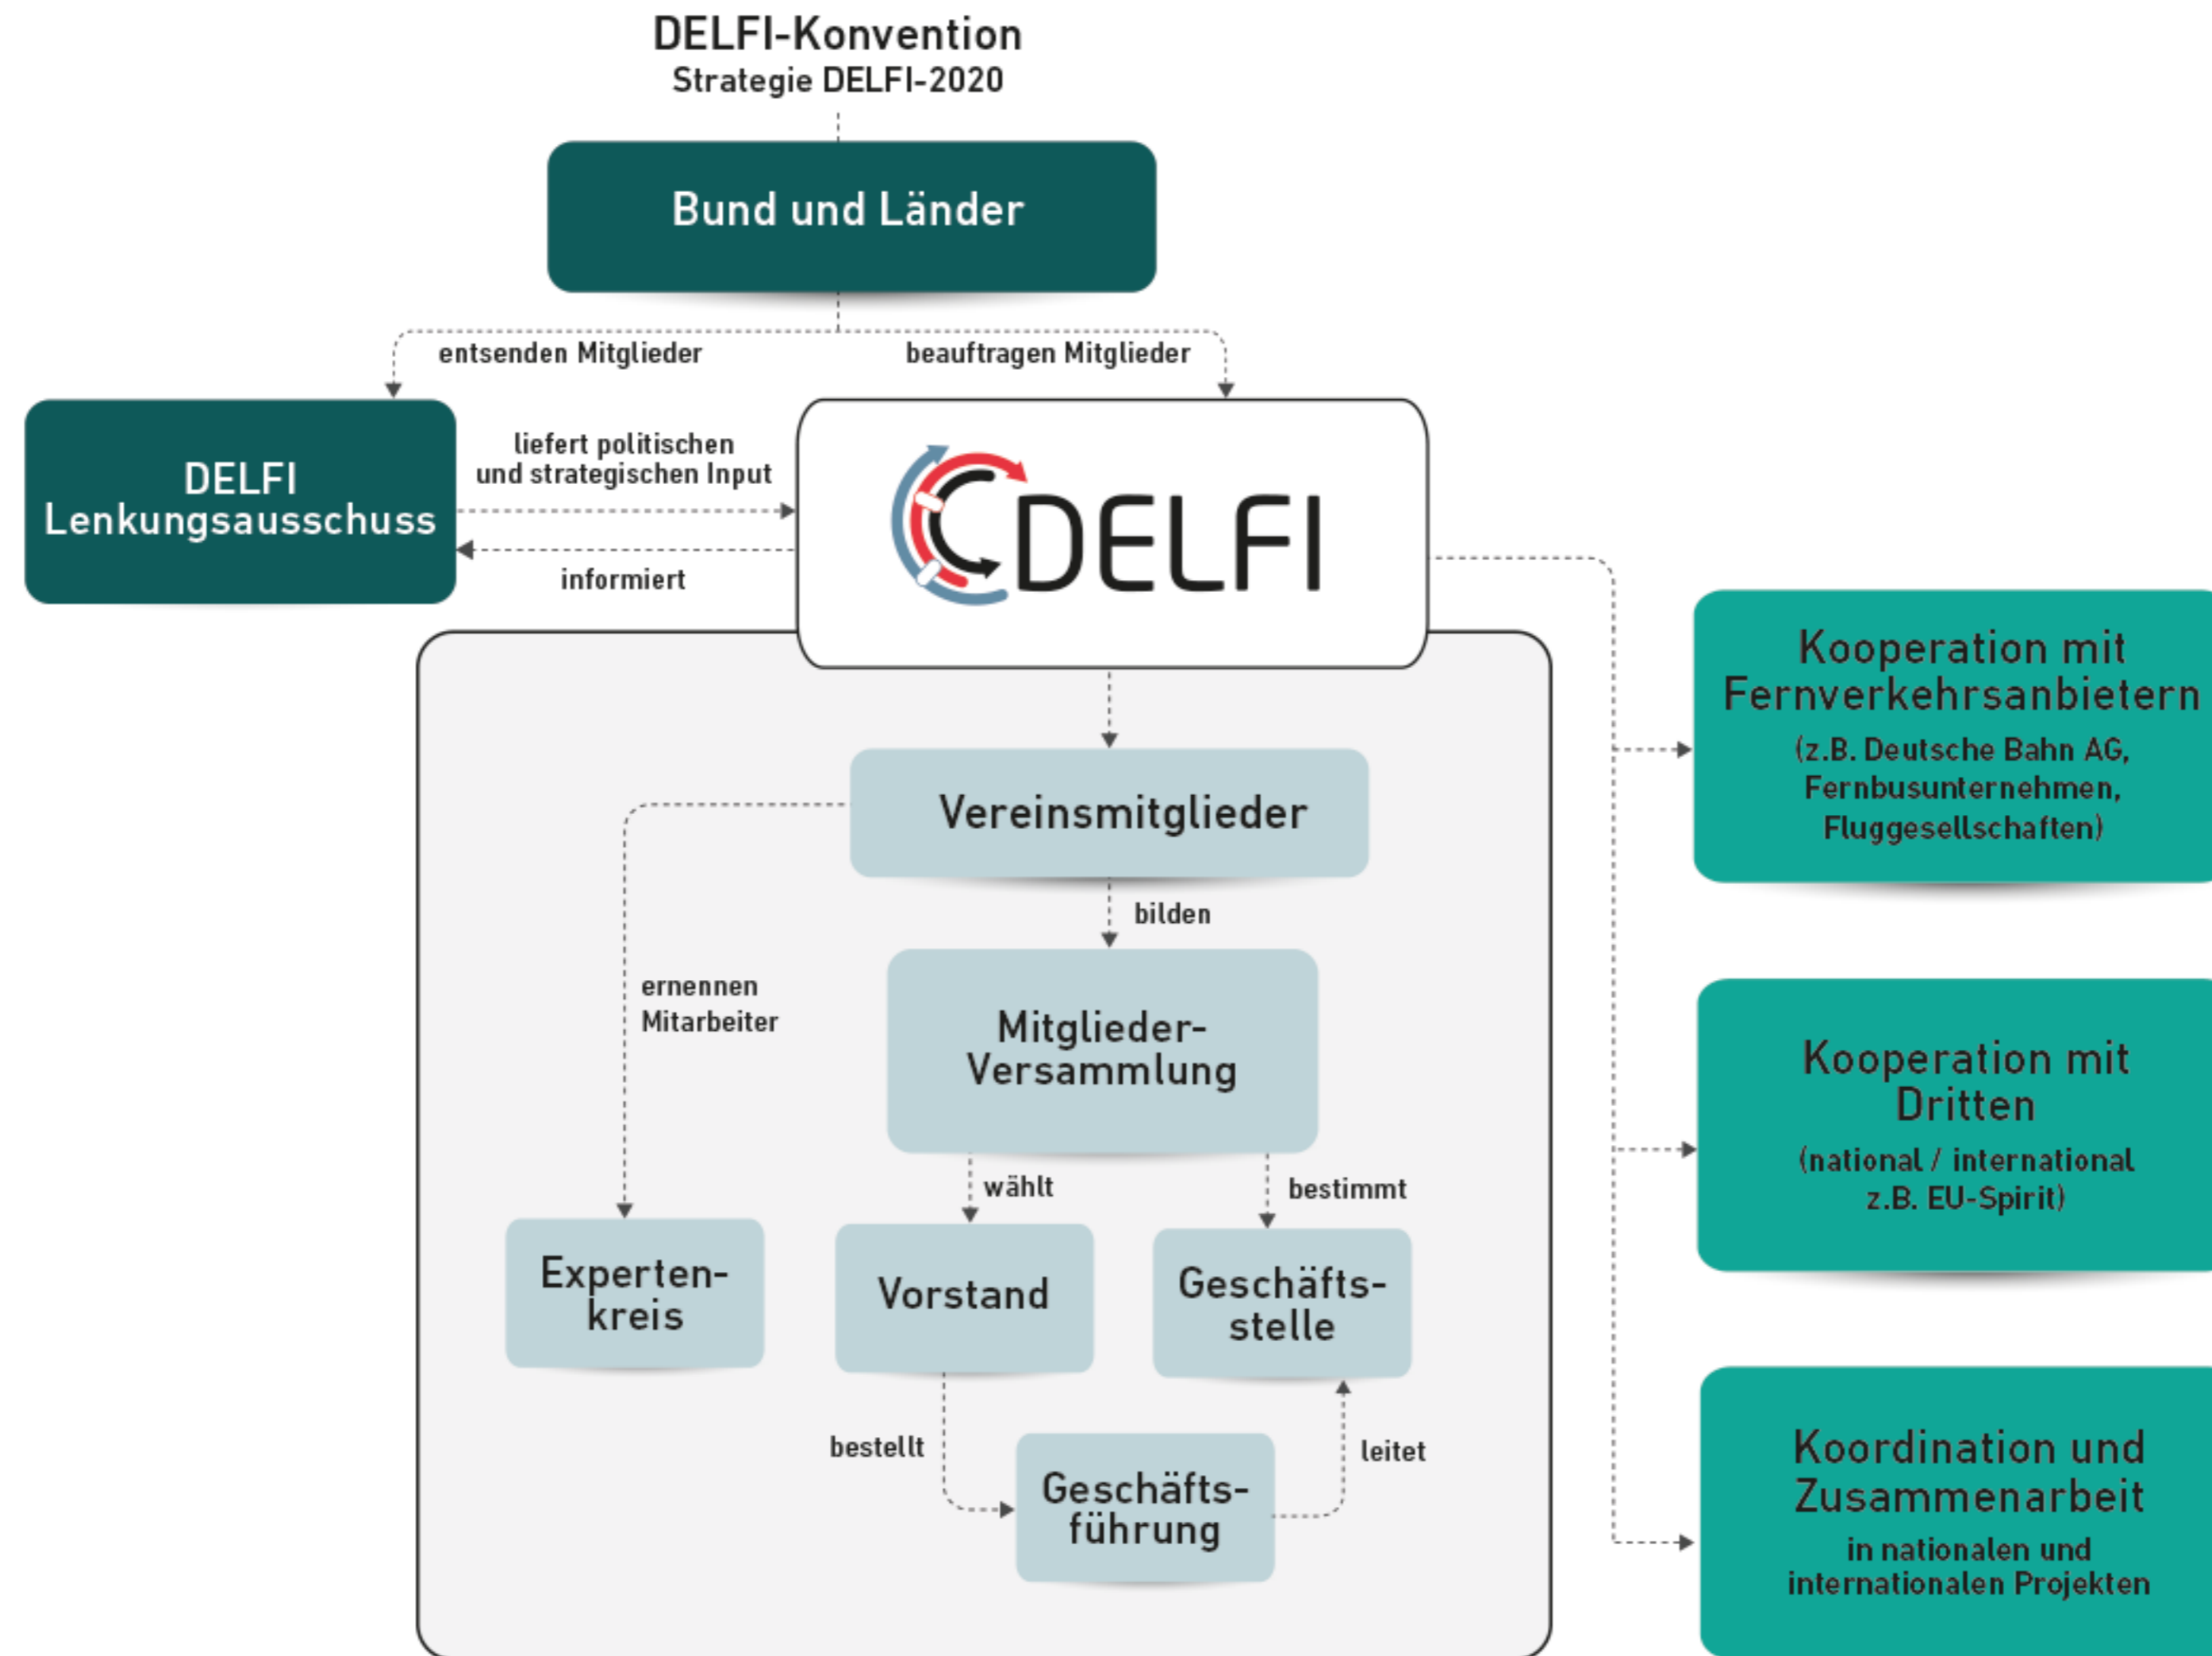 DELFI-Konvention
Strategie DELFI-2020
Bund und Länder
entsenden Mitglieder
beauftragen Mitglieder
DELFI
Lenkungsausschuss
liefert politischen
und strategischen Input
informiert
DELFI
Kooperation mit
Fernverkehrsanbietern
(z.B. Deutsche Bahn AG,
Fernbusunternehmen,
Fluggesellschaften)
Vereinsmitglieder
bilden
ernennen
Mitarbeiter
Mitglieder-
Versammlung
Kooperation mit
Dritten
(national / international
z.B. EU-Spirit)
wählt
bestimmt
Experten-
kreis
Vorstand
Geschäfts-
stelle
bestellt
leitet
Geschäfts-
führung
Koordination und
Zusammenarbeit
in nationalen und
internationalen Projekten